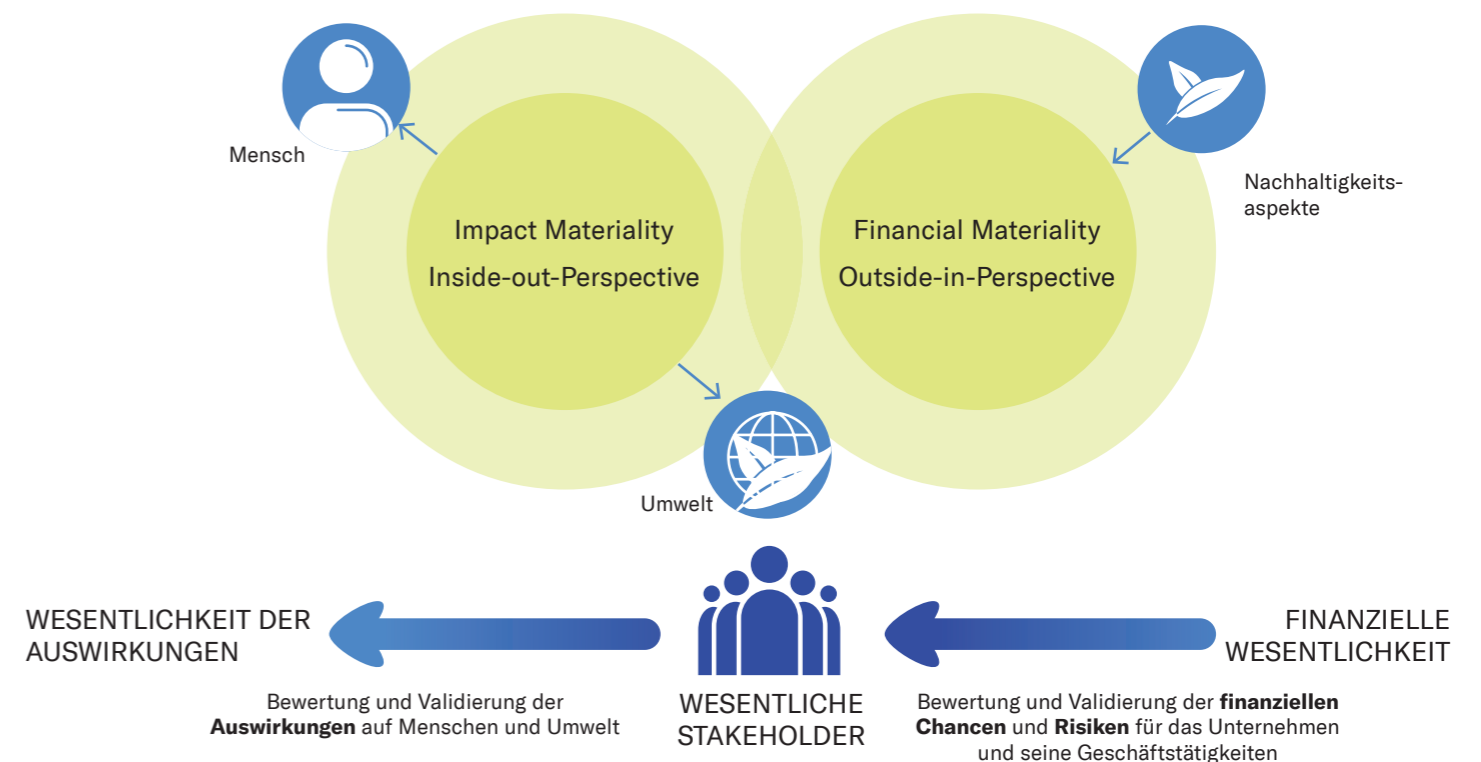 Mensch
Nachhaltigkeits-
aspekte
Impact Materiality
Inside-out-Perspective
Financial Materiality
Outside-in-Perspective
Umwelt
WESENTLICHKEIT DER
AUSWIRKUNGEN
Bewertung und Validierung der
Auswirkungen auf Menschen und Umwelt
WESENTLICHE
STAKEHOLDER
FINANZIELLE
WESENTLICHKEIT
Bewertung und Validierung der finanziellen
Chancen und Risiken für das Unternehmen
und seine Geschäftstätigkeiten